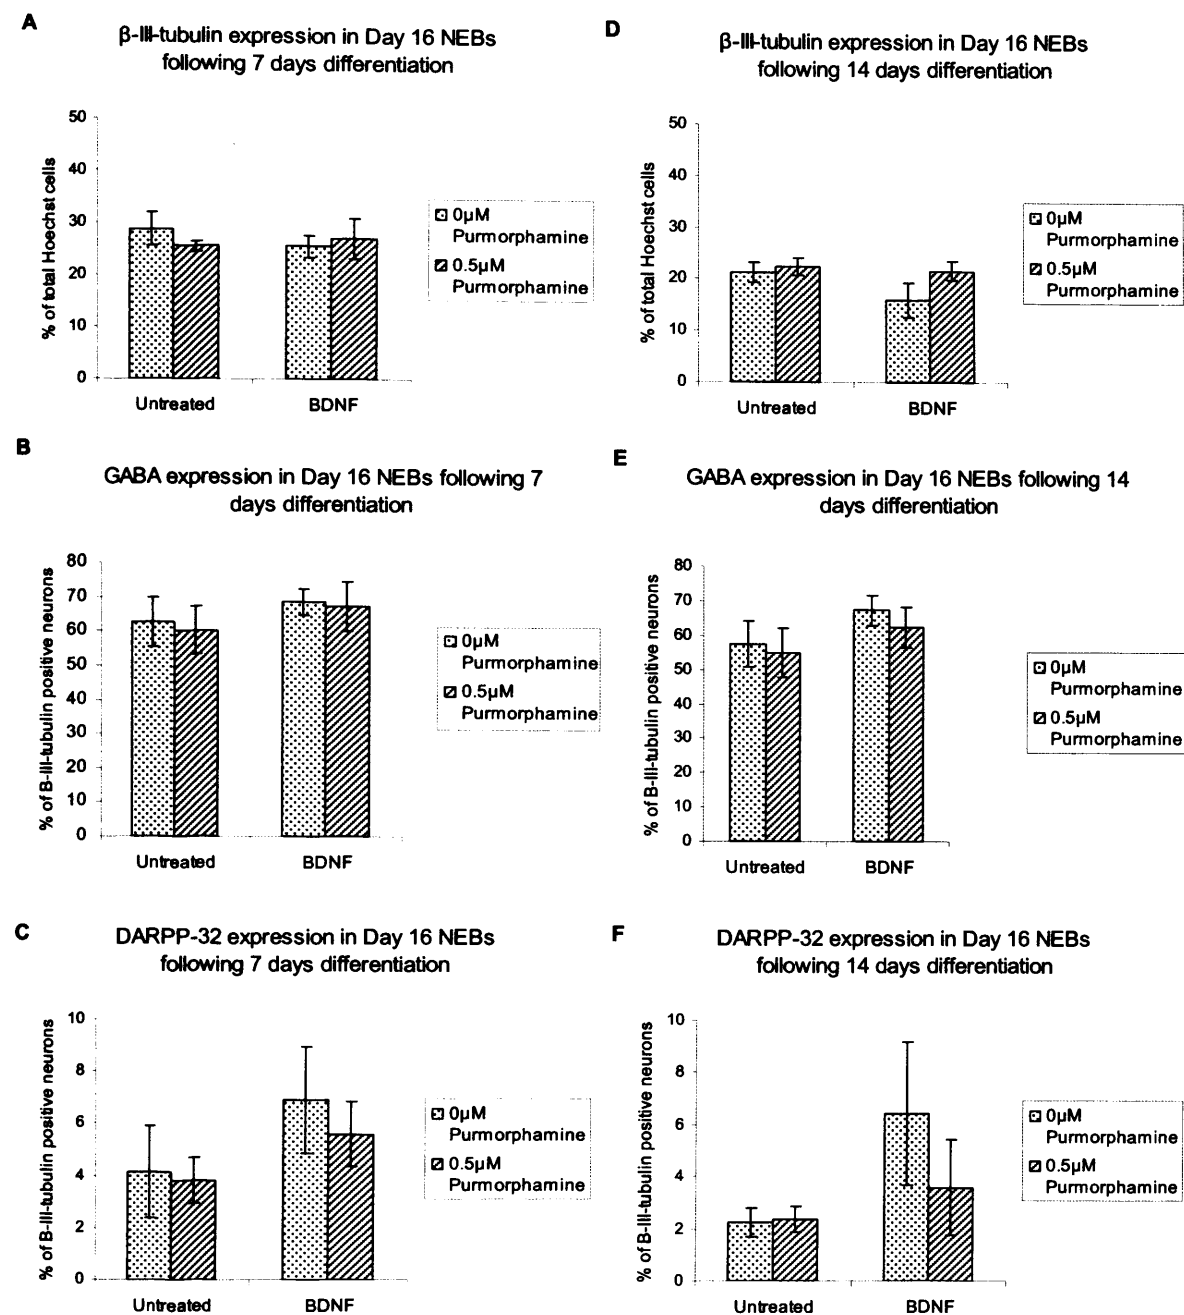 A
β-III-tubulin expression in Day 16 NEBs
following 7 days differentiation
50
40
30
20
10
0
% of total Hoechst cells
Untreated
BDNF
0µM
Purmorphamine
0.5µM
Purmorphamine
B
GABA expression in Day 16 NEBs following 7
days differentiation
80
70
60
50
40
30
20
10
0
% of B-III-tubulin positive neurons
Untreated
BDNF
0µM
Purmorphamine
0.5µM
Purmorphamine
C
DARPP-32 expression in Day 16 NEBs
following 7 days differentiation
10
8
6
4
2
0
% of B-III-tubulin positive neurons
Untreated
BDNF
0µM
Purmorphamine
0.5µM
Purmorphamine
D
β-III-tubulin expression in Day 16 NEBs
following 14 days differentiation
50
40
30
20
10
0
% of total Hoechst cells
Untreated
BDNF
0µM
Purmorphamine
0.5µM
Purmorphamine
E
GABA expression in Day 16 NEBs following 14
days differentiation
80
70
60
50
40
30
20
10
0
% of B-III-tubulin positive neurons
Untreated
BDNF
0µM
Purmorphamine
0.5µM
Purmorphamine
F
DARPP-32 expression in Day 16 NEBs
following 14 days differentiation
10
8
6
4
2
0
% of B-III-tubulin positive neurons
Untreated
BDNF
0µM
Purmorphamine
0.5µM
Purmorphamine